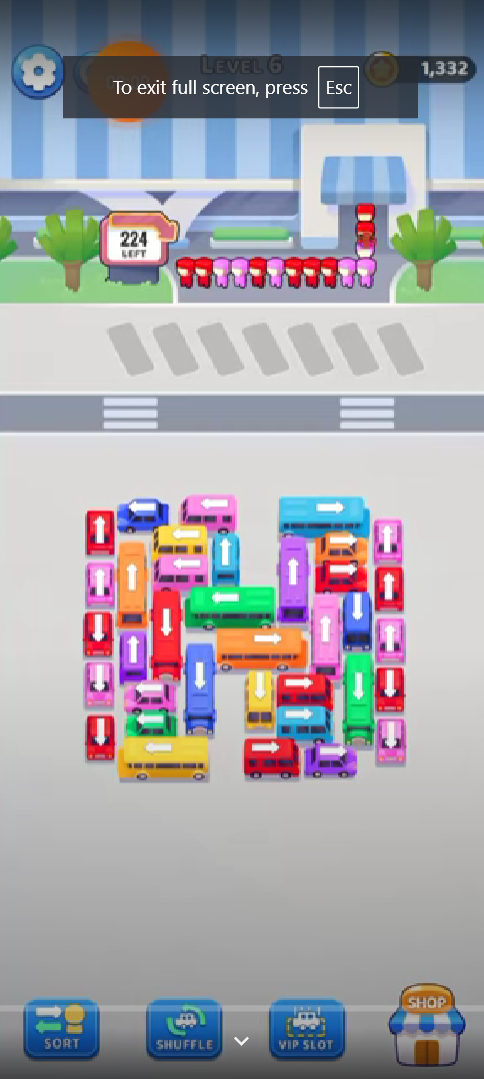 LEVEL 6
1,332
To exit full screen, press Esc
224
LEFT
SORT
SHUFFLE
VIP SLOT
SHOP